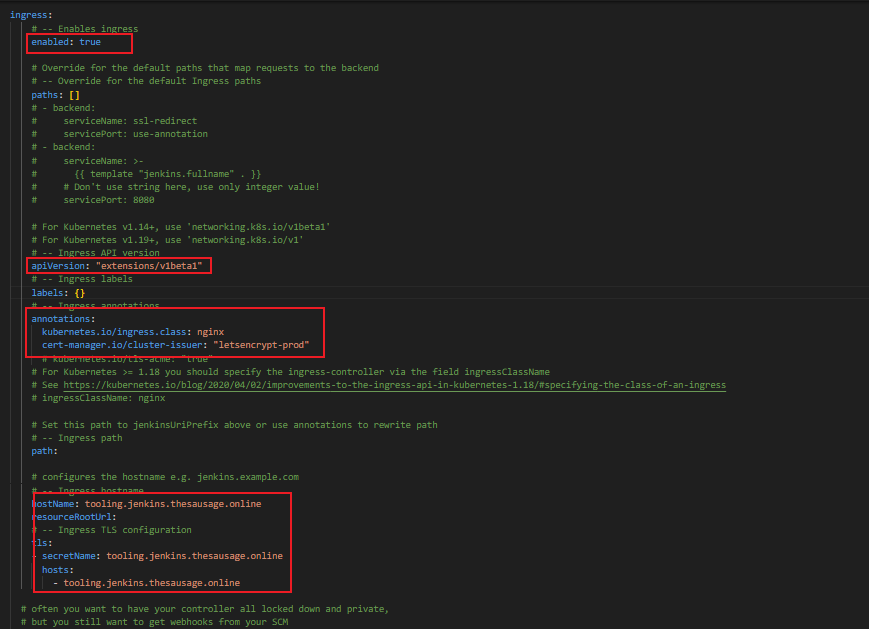 ingress:
# -- Enables ingress
enabled: true
# Override for the default paths that map requests to the backend
# -- Override for the default Ingress paths
paths: []
# - backend:
#     serviceName: ssl-redirect
#     servicePort: use-annotation
# - backend:
#     serviceName: >-
#       {{ template "jenkins.fullname" . }}
#     # Don't use string here, use only integer value!
#     servicePort: 8080
# For Kubernetes v1.14+, use 'networking.k8s.io/v1beta1'
# For Kubernetes v1.19+, use 'networking.k8s.io/v1'
# -- Ingress API version
apiVersion: "extensions/v1beta1"
# -- Ingress labels
labels: {}
# -- Ingress annotations
annotations:
kubernetes.io/ingress.class: nginx
cert-manager.io/cluster-issuer: "letsencrypt-prod"
# kubernetes.io/tls-acme: "true"
# For Kubernetes >= 1.18 you should specify the ingress-controller via the field ingressClassName
# See https://kubernetes.io/blog/2020/04/02/improvements-to-the-ingress-api-in-kubernetes-1.18/#specifying-the-class-of-an-ingress
# ingressClassName: nginx
# Set this path to jenkinsUriPrefix above or use annotations to rewrite path
# -- Ingress path
path:
# configures the hostname e.g. jenkins.example.com
# -- Ingress hostname
hostName: tooling.jenkins.thesausage.online
resourceRootUrl:
# -- Ingress TLS configuration
tls:
- secretName: tooling.jenkins.thesausage.online
hosts:
- tooling.jenkins.thesausage.online
# often you want to have your controller all locked down and private,
# but you still want to get webhooks from your SCM